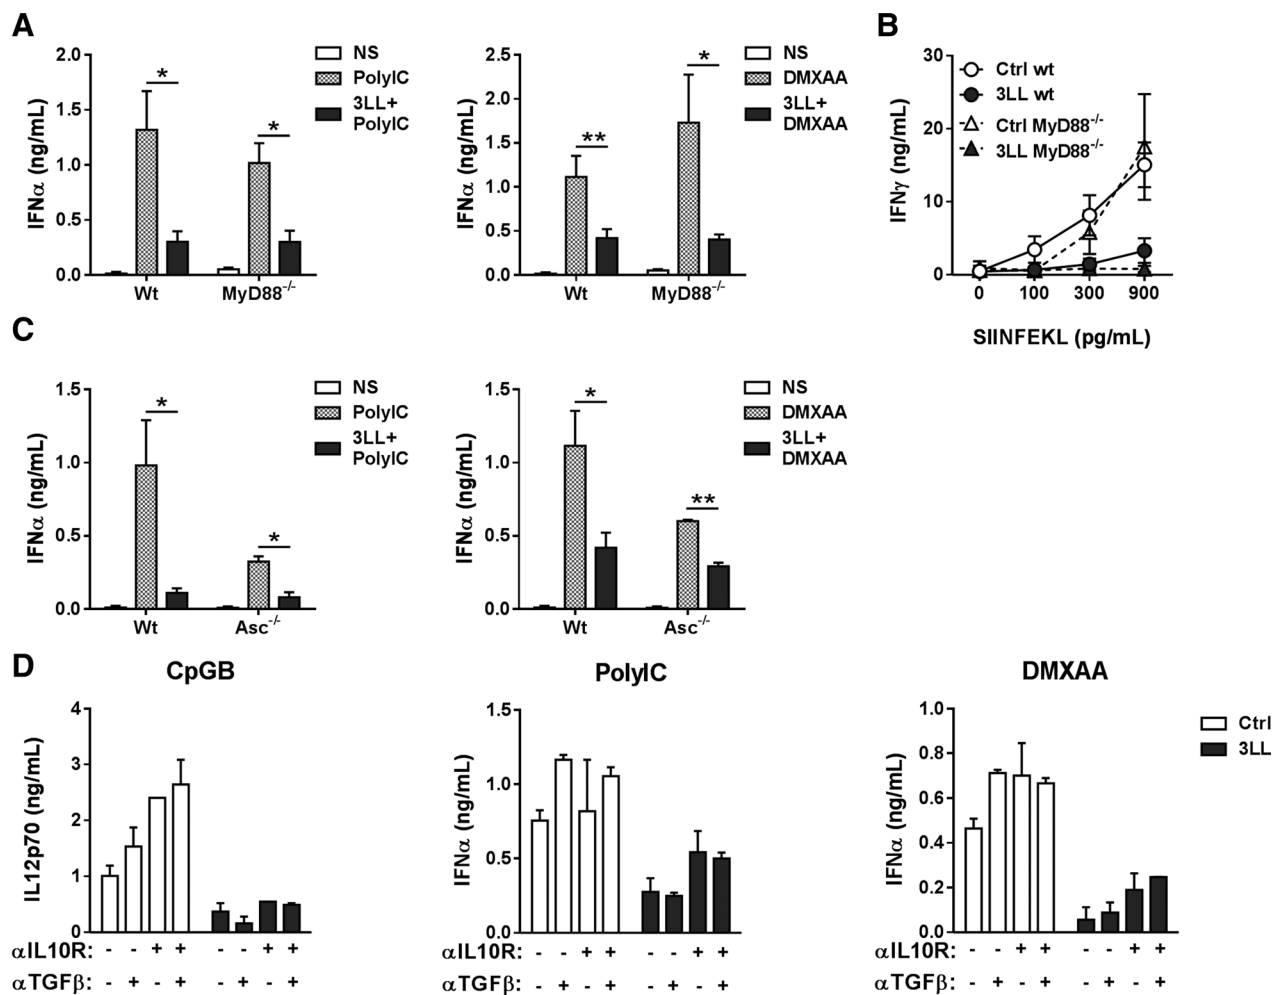 A
IFNα (ng/mL)
2.0
1.5
1.0
0.5
0.0
Wt
MyD88-/-
*
*
NS
PolyIC
3LL+
PolyIC
IFNα (ng/mL)
2.5
2.0
1.5
1.0
0.5
0.0
Wt
MyD88-/-
**
*
NS
DMXAA
3LL+
DMXAA
B
IFNγ (ng/mL)
30
20
10
0
Ctrl wt
3LL wt
Ctrl MyD88-/-
3LL MyD88-/-
0 100 300 900
SIINFEKL (pg/mL)
C
IFNα (ng/mL)
1.5
1.0
0.5
0.0
Wt
Asc-/-
*
*
NS
PolyIC
3LL+
PolyIC
IFNα (ng/mL)
1.5
1.0
0.5
0.0
Wt
Asc-/-
*
**
NS
DMXAA
3LL+
DMXAA
D
CpGB
IL12p70 (ng/mL)
4
3
2
1
0
αIL10R: - - + + - - + +
αTGFβ: - + - + - + - +
PolyIC
IFNα (ng/mL)
1.5
1.0
0.5
0.0
αIL10R: - - + + - - + +
αTGFβ: - + - + - + - +
DMXAA
IFNα (ng/mL)
1.0
0.8
0.6
0.4
0.2
0.0
αIL10R: - - + + - - + +
αTGFβ: - + - + - + - +
Ctrl
3LL